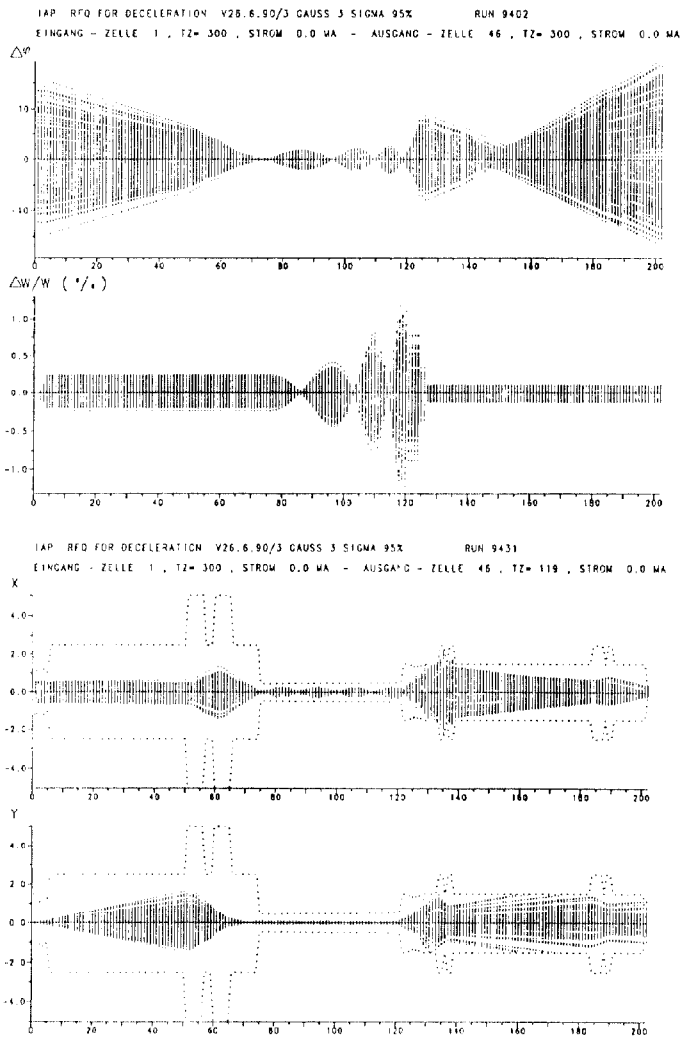 IAP RFQ FOR DECELERATION V26.6.90/3 GAUSS 3 SIGMA 95% RUN 9402
EINGANG - ZELLE 1 , TZ= 300 , STROM 0.0 MA - AUSGANG - ZELLE 46 , TZ= 300 , STROM 0.0 MA
Δφ
10
0
-10
0 20 40 60 80 100 120 140 160 180 200
ΔW/W (°/.)
1.0
0.5
0.0
-0.5
-1.0
0 20 40 60 80 100 120 140 160 180 200
IAP RFQ FOR DECELERATION V26.6.90/3 GAUSS 3 SIGMA 95% RUN 9431
EINGANG - ZELLE 1 , TZ= 300 , STROM 0.0 MA - AUSGANG - ZELLE 46 , TZ= 119 , STROM 0.0 MA
X
4.0
2.0
0.0
-2.0
-4.0
0 20 40 60 80 100 120 140 160 180 200
Y
4.0
2.0
0.0
-2.0
-4.0
0 20 40 60 80 100 120 140 160 180 200